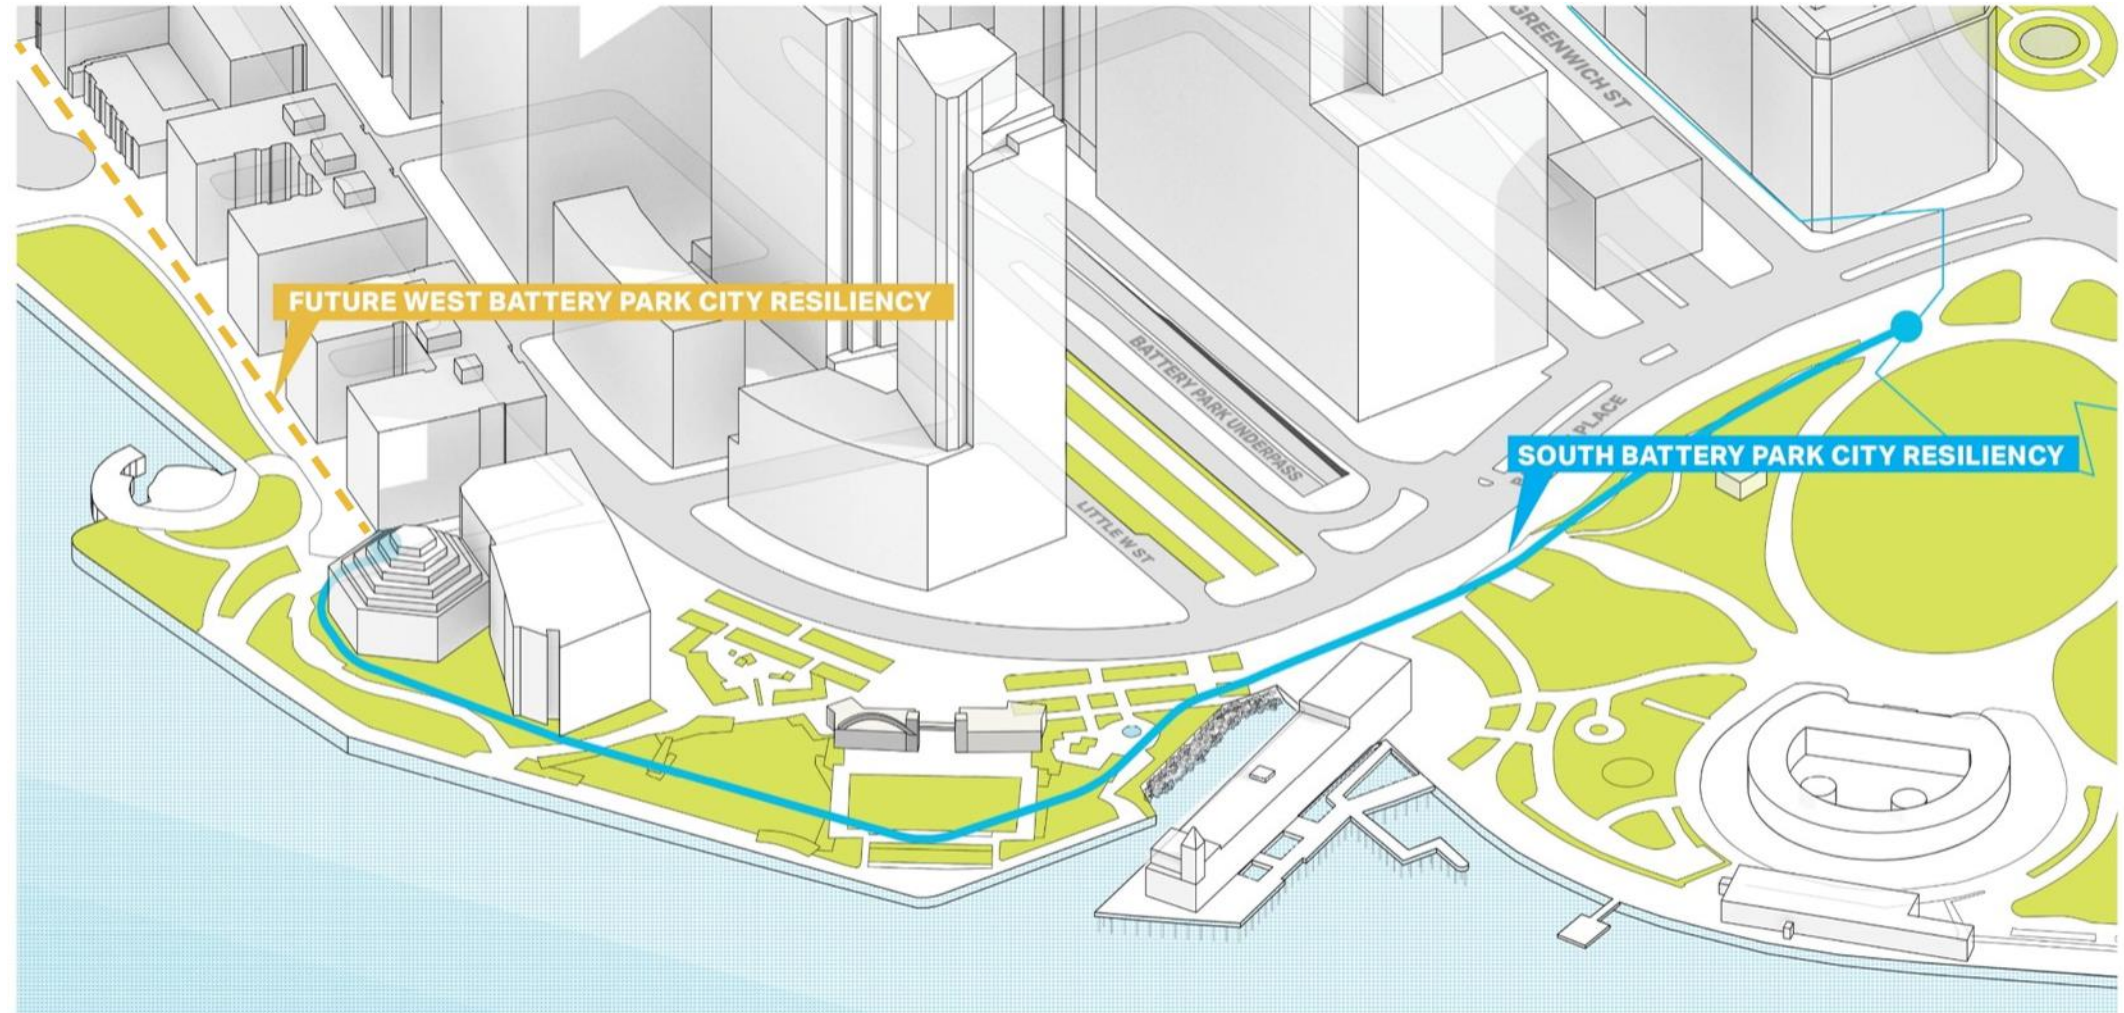 GREENWICH ST
FUTURE WEST BATTERY PARK CITY RESILIENCY
BATTERY PARK UNDERPASS
PLACE
SOUTH BATTERY PARK CITY RESILIENCY
LITTLE W ST